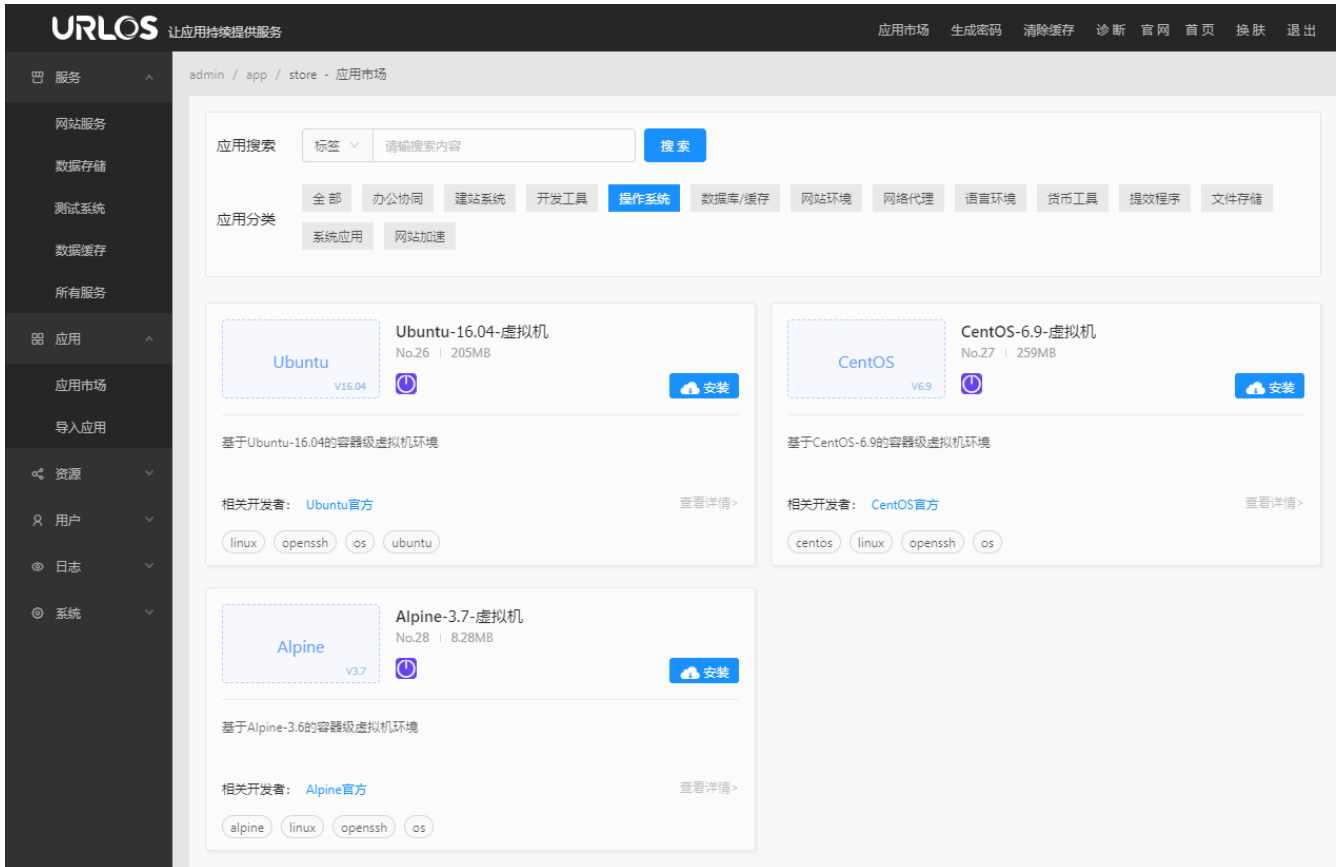 URLOS 让应用持续提供服务
应用市场 生成密码 清除缓存 诊断 官网 首页 换肤 退出
服务
网站服务
数据存储
测试系统
数据缓存
所有服务
应用
应用市场
导入应用
资源
用户
日志
系统
admin / app / store - 应用市场
应用搜索 标签 请输搜索内容 搜索
应用分类
全部 办公协同 建站系统 开发工具 操作系统 数据库/缓存 网站环境 网络代理 语言环境 货币工具 提效程序 文件存储
系统应用 网站加速
Ubuntu
V16.04
Ubuntu-16.04-虚拟机
No.26 | 205MB
安装
基于Ubuntu-16.04的容器级虚拟机环境
相关开发者: Ubuntu官方 查看详情>
linux openssh os ubuntu
CentOS
V6.9
CentOS-6.9-虚拟机
No.27 | 259MB
安装
基于CentOS-6.9的容器级虚拟机环境
相关开发者: CentOS官方 查看详情>
centos linux openssh os
Alpine
V3.7
Alpine-3.7-虚拟机
No.28 | 8.28MB
安装
基于Alpine-3.6的容器级虚拟机环境
相关开发者: Alpine官方 查看详情>
alpine linux openssh os